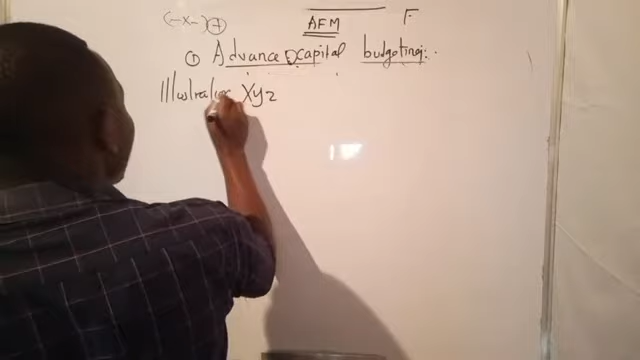 (-x-)(+) AFM F
① Advance capital budgeting:.
Illustration Xyz